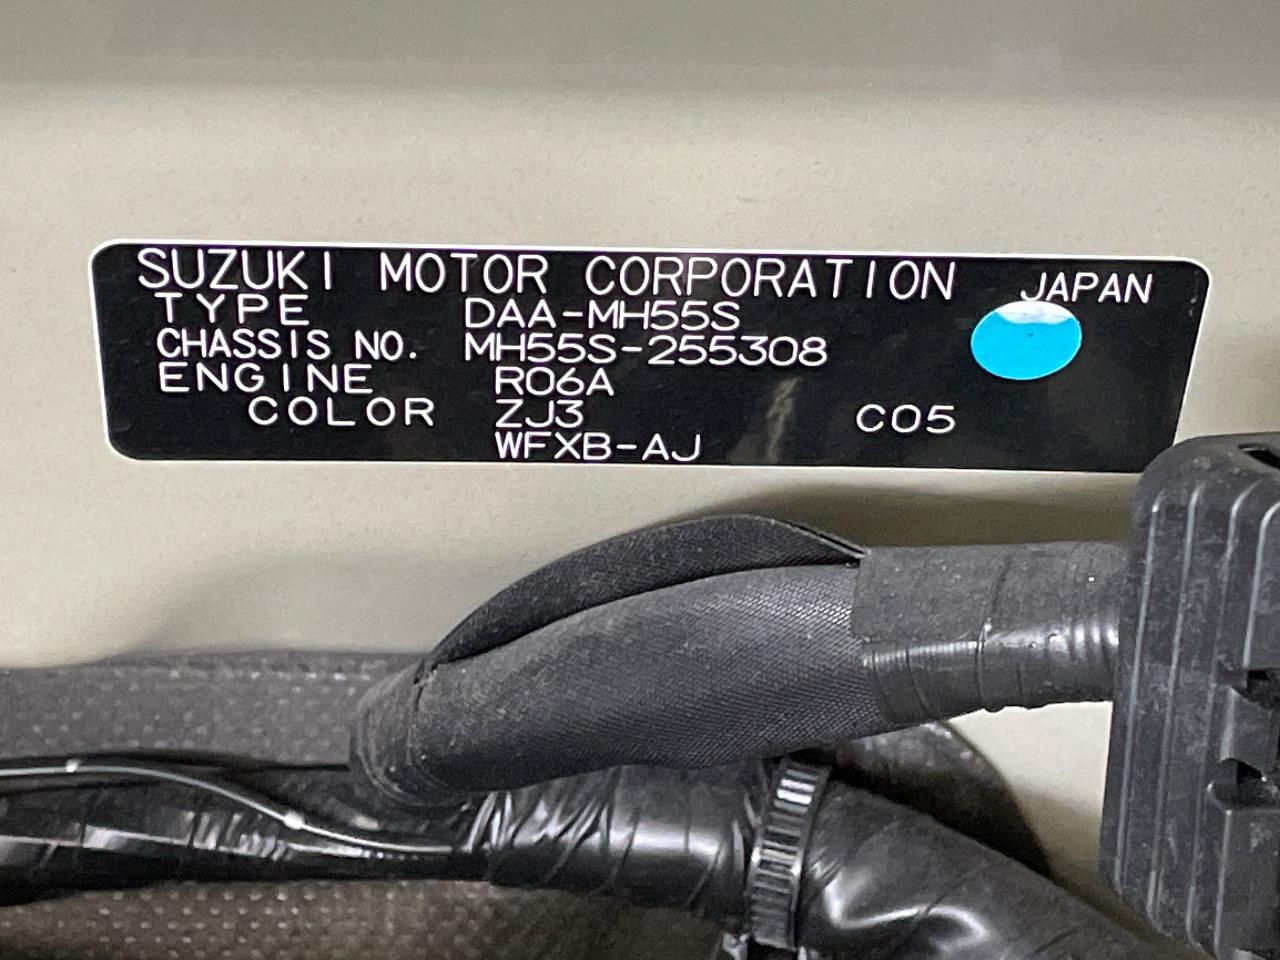 SUZUKI MOTOR CORPORATION JAPAN
TYPE DAA-MH55S
CHASSIS NO. MH55S-255308
ENGINE R06A
COLOR ZJ3 C05
WFXB-AJ